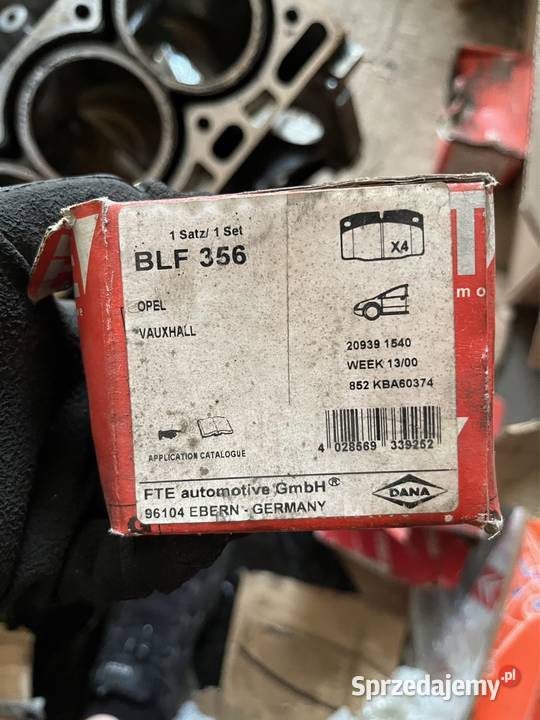 1 Satz/ 1 Set
BLF 356
OPEL
VAUXHALL
X4
20939 1540
WEEK 13/00
852 KBA60374
APPLICATION CATALOGUE
4 028569 339252
FTE automotive GmbH®
96104 EBERN - GERMANY
DANA
Sprzedajemy.pl